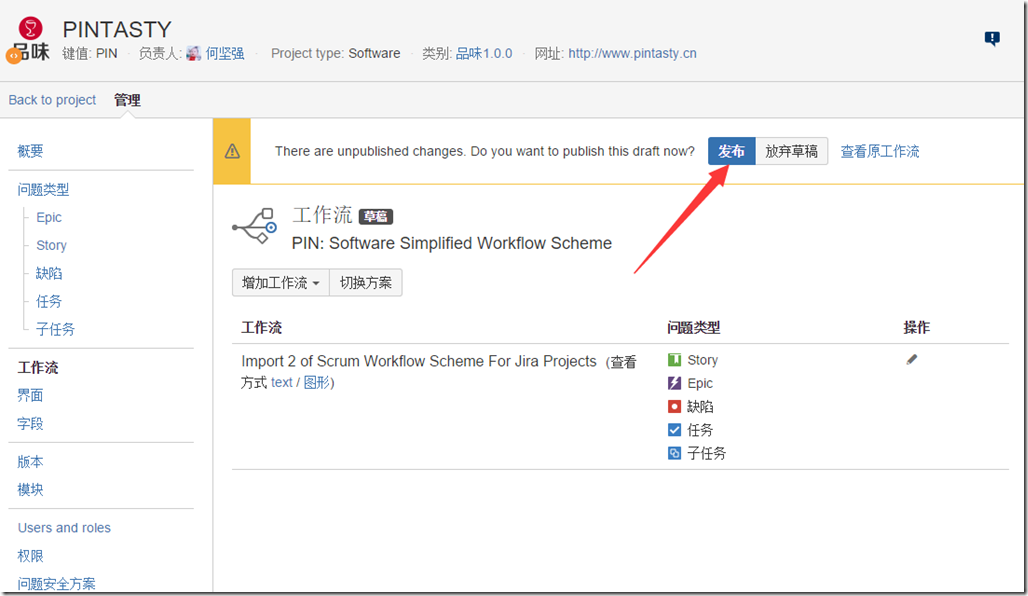 PINTASTY
品味
键值: PIN 负责人: 何坚强 Project type: Software 类别: 品味1.0.0 网址: http://www.pintasty.cn
Back to project 管理
概要
问题类型
Epic
Story
缺陷
任务
子任务
工作流
界面
字段
版本
模块
Users and roles
权限
问题安全方案
There are unpublished changes. Do you want to publish this draft now? 发布 放弃草稿 查看原工作流
工作流 草稿
PIN: Software Simplified Workflow Scheme
增加工作流 切换方案
工作流 问题类型 操作
Import 2 of Scrum Workflow Scheme For Jira Projects (查看
方式 text / 图形)
Story
Epic
缺陷
任务
子任务